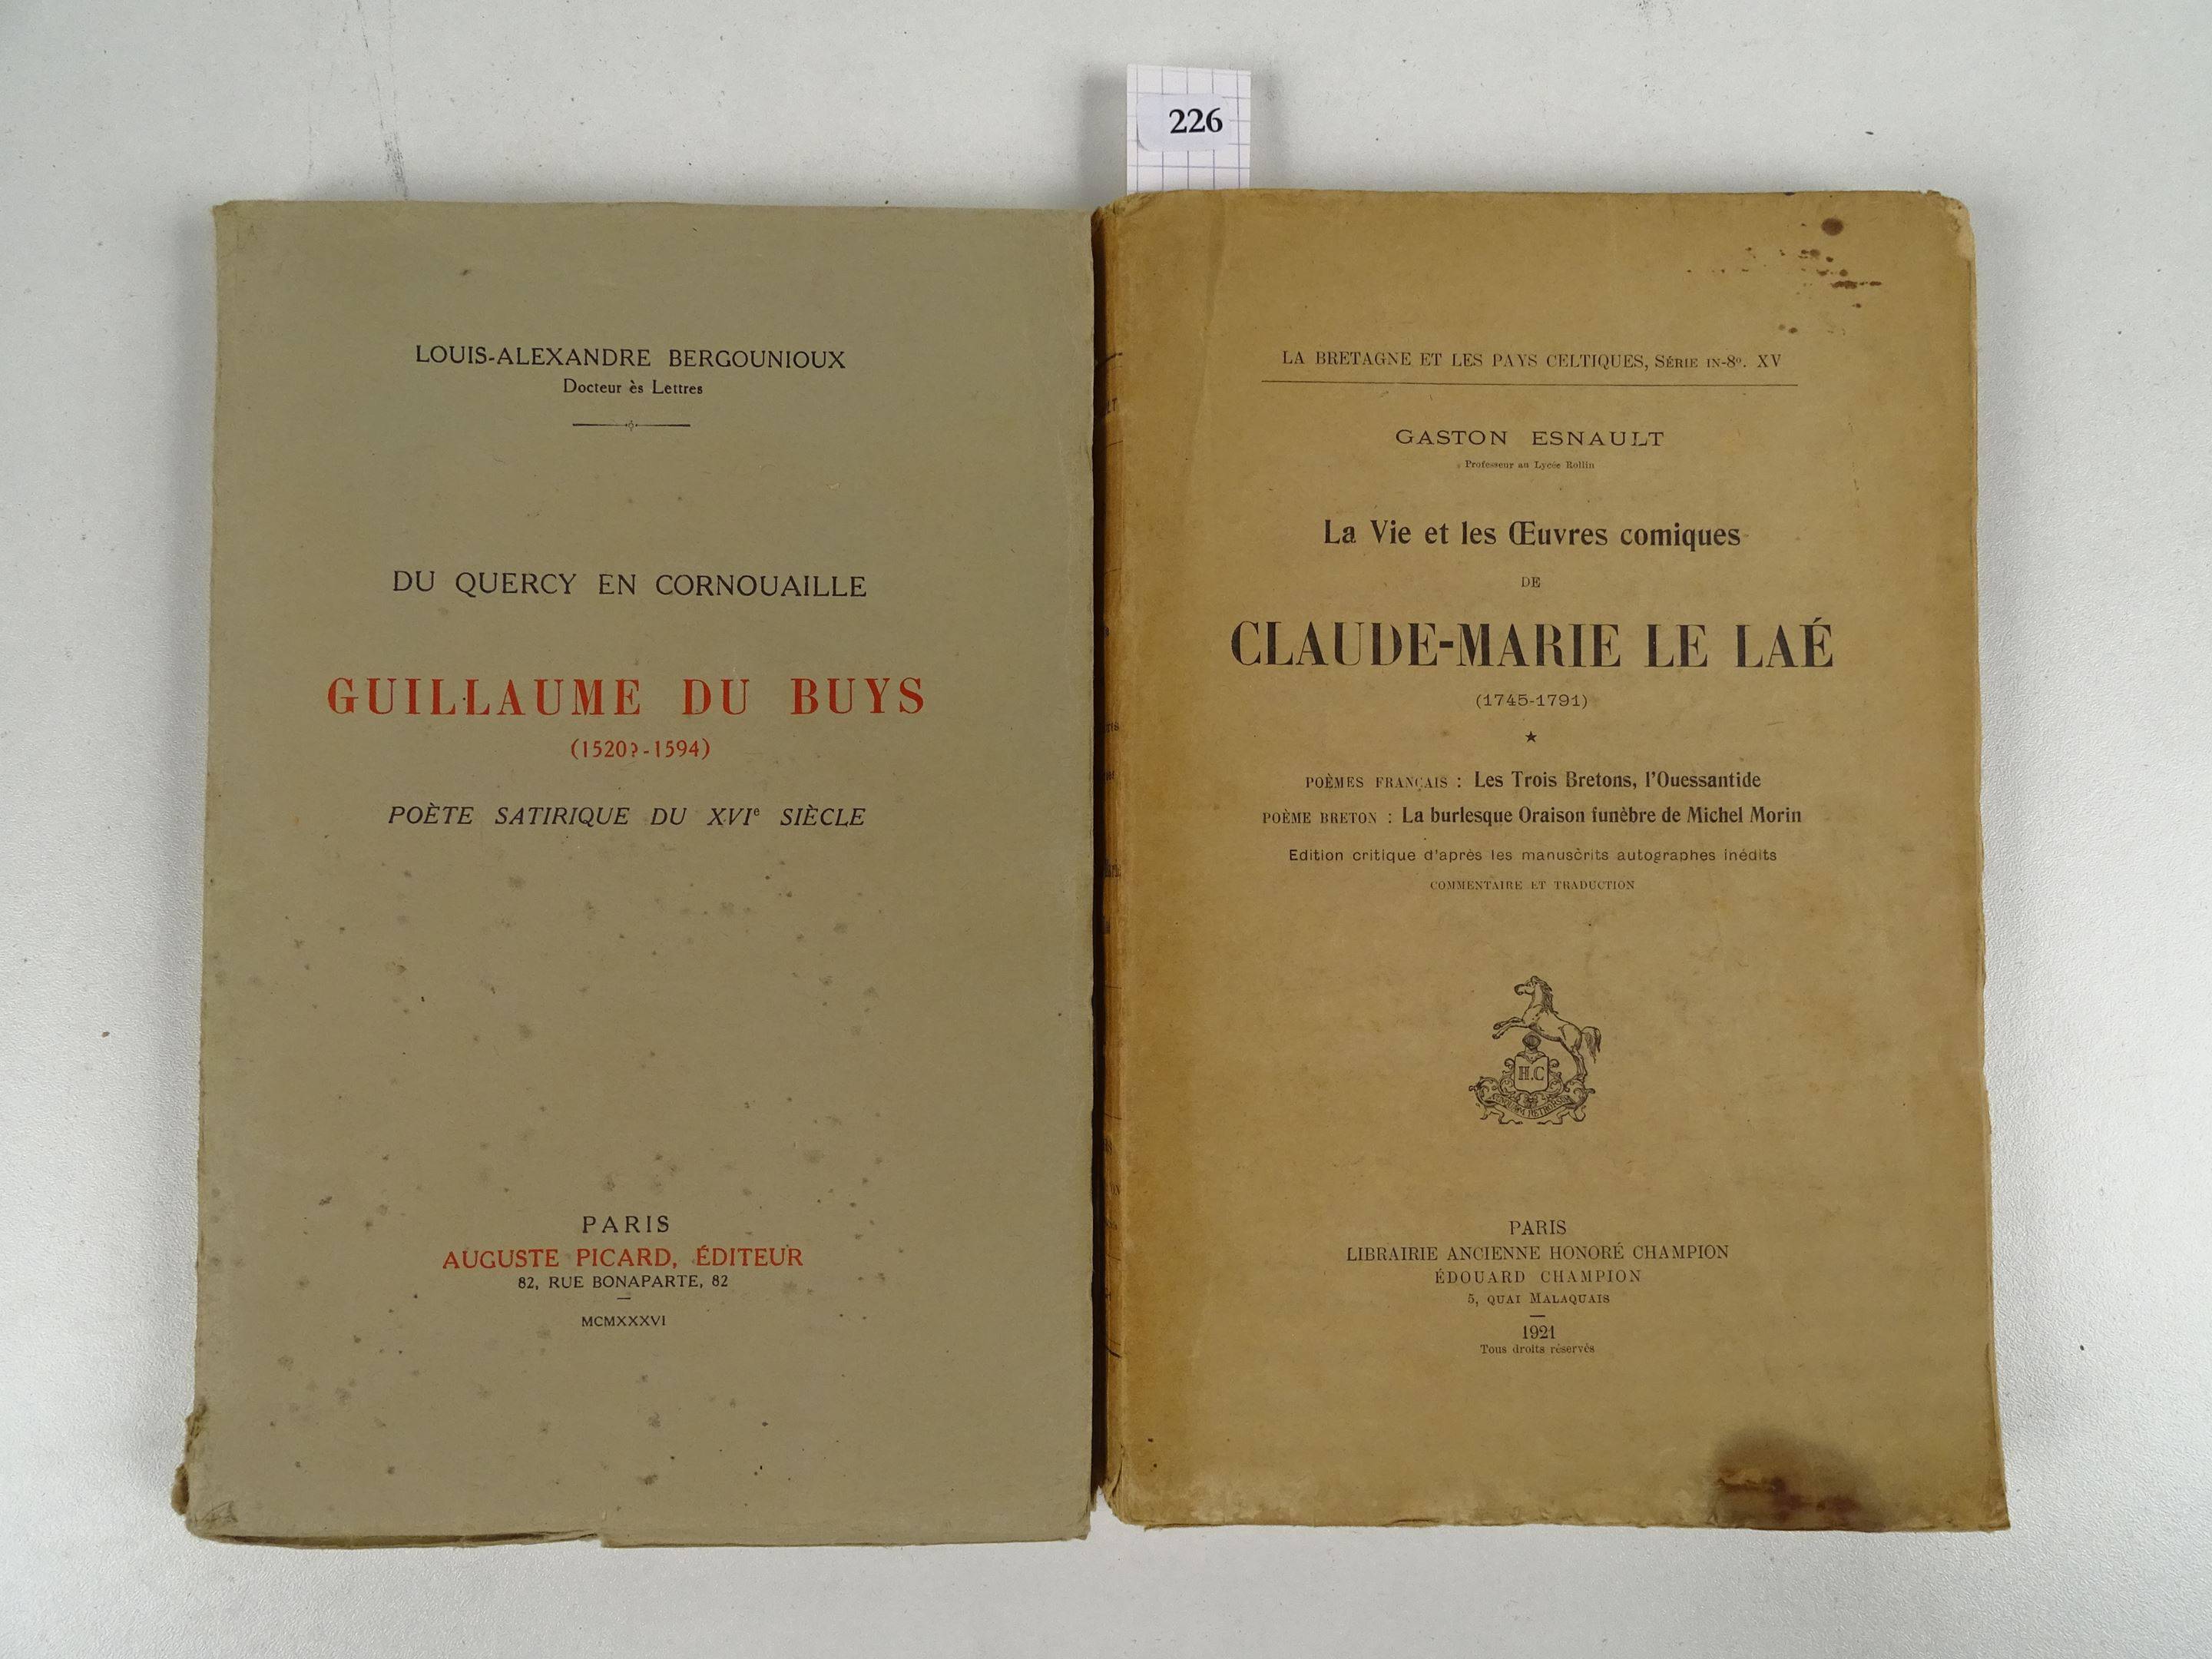 226
LOUIS-ALEXANDRE BERGOUNIOUX
Docteur ès Lettres
DU QUERCY EN CORNOUAILLE
GUILLAUME DU BUYS
(1520?-1594)
POÈTE SATIRIQUE DU XVIe SIÈCLE
PARIS
AUGUSTE PICARD, ÉDITEUR
82, RUE BONAPARTE, 82
MCMXXXVI
LA BRETAGNE ET LES PAYS CELTIQUES, SÉRIE IN-8º. XV
GASTON ESNAULT
Professeur au Lycée Rollin
La Vie et les Œuvres comiques
DE
CLAUDE-MARIE LE LAÉ
(1745-1791)
★
POÈMES FRANÇAIS : Les Trois Bretons, l'Ouessantide
POÈME BRETON : La burlesque Oraison funèbre de Michel Morin
Edition critique d'après les manuscrits autographes inédits
COMMENTAIRE ET TRADUCTION
H.C
PARIS
LIBRAIRIE ANCIENNE HONORÉ CHAMPION
ÉDOUARD CHAMPION
5, QUAI MALAQUAIS
1921
Tous droits réservés